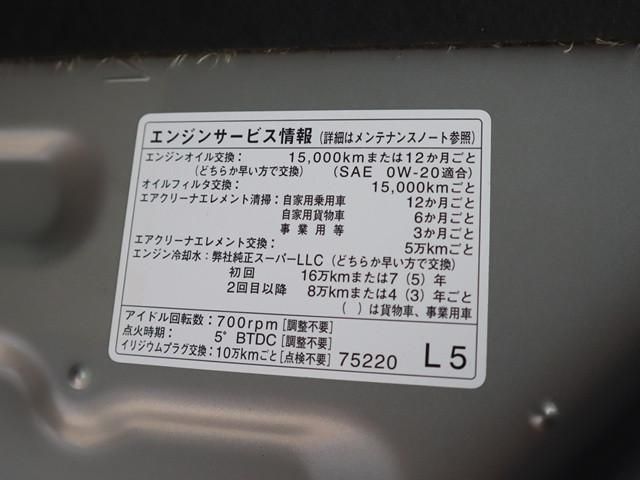 エンジンサービス情報（詳細はメンテナンスノート参照）
エンジンオイル交換： 15,000kmまたは12か月ごと
（どちらか早い方で交換） （SAE 0W-20適合）
オイルフィルタ交換： 15,000kmごと
エアクリーナエレメント清掃：自家用乗用車 12か月ごと
自家用貨物車 6か月ごと
事業用等 3か月ごと
エアクリーナエレメント交換： 5万kmごと
エンジン冷却水：弊社純正スーパーLLC（どちらか早い方で交換）
初回 16万kmまたは7（5）年
2回目以降 8万kmまたは4（3）年ごと
（ ）は貨物車、事業用車
アイドル回転数：700rpm［調整不要］
点火時期： 5° BTDC［調整不要］
イリジウムプラグ交換：10万kmごと［点検不要］ 75220 L5